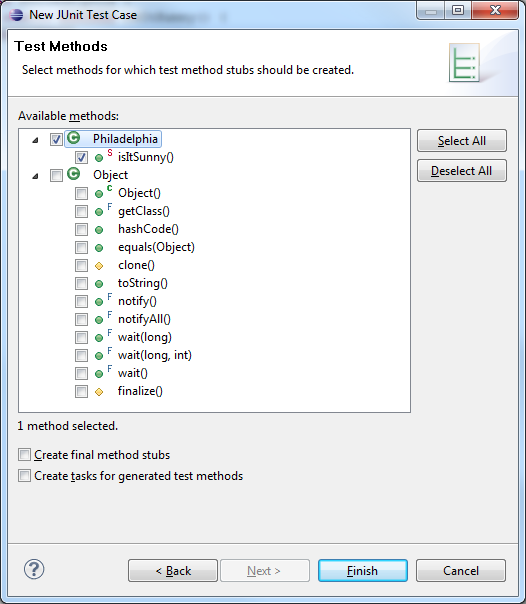 New JUnit Test Case
Test Methods
Select methods for which test method stubs should be created.
Available methods:
C Philadelphia
S isItSunny()
C Object
C Object()
F getClass()
hashCode()
equals(Object)
clone()
toString()
F notify()
F notifyAll()
F wait(long)
F wait(long, int)
F wait()
finalize()
Select All
Deselect All
1 method selected.
Create final method stubs
Create tasks for generated test methods
? < Back Next > Finish Cancel